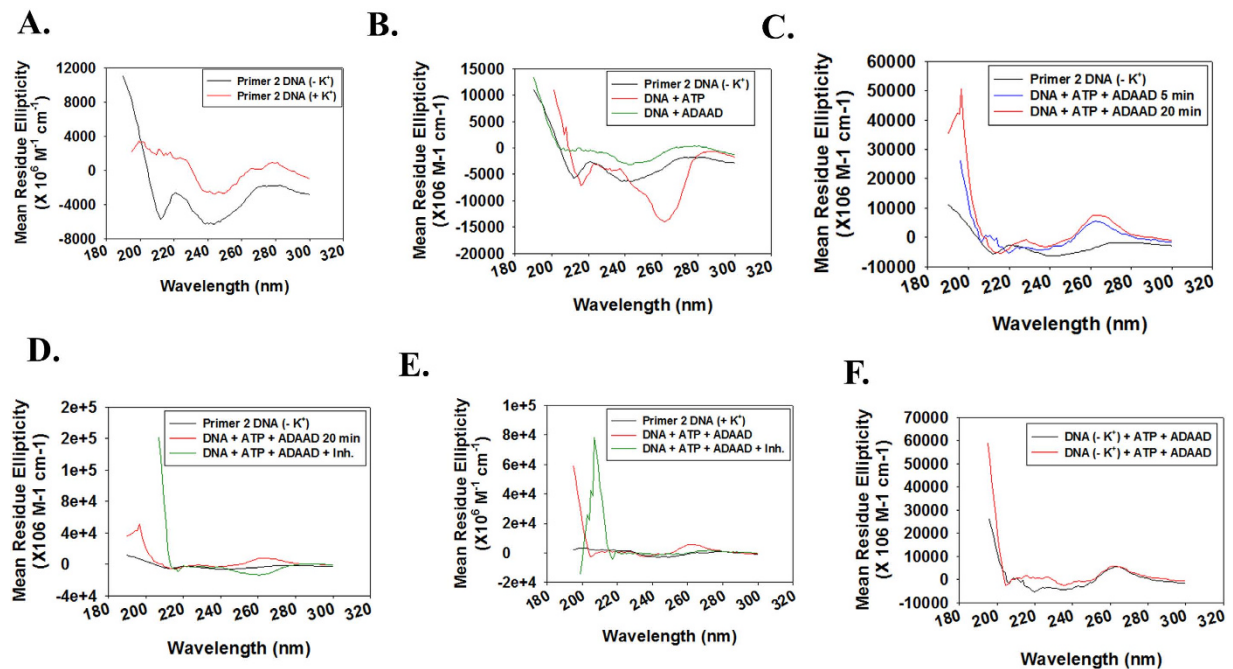 A.
Mean Residue Ellipticity
(X 10⁶ M⁻¹ cm⁻¹)
12000
8000
4000
0
-4000
-8000
Primer 2 DNA (- K⁺)
Primer 2 DNA (+ K⁺)
180 200 220 240 260 280 300 320
Wavelength (nm)
B.
Mean Residue Ellipticity
(X106 M-1 cm-1)
15000
10000
5000
0
-5000
-10000
-15000
-20000
Primer 2 DNA (- K⁺)
DNA + ATP
DNA + ADAAD
180 200 220 240 260 280 300 320
Wavelength (nm)
C.
Mean Residue Ellipticity
(X106 M-1 cm-1)
70000
60000
50000
40000
30000
20000
10000
0
-10000
Primer 2 DNA (- K⁺)
DNA + ATP + ADAAD 5 min
DNA + ATP + ADAAD 20 min
180 200 220 240 260 280 300 320
Wavelength (nm)
D.
Mean Residue Ellipticity
(X106 M-1 cm-1)
2e+5
2e+5
1e+5
8e+4
4e+4
0
-4e+4
Primer 2 DNA (- K⁺)
DNA + ATP + ADAAD 20 min
DNA + ATP + ADAAD + Inh.
180 200 220 240 260 280 300 320
Wavelength (nm)
E.
Mean Residue Ellipticity
(X10⁶ M⁻¹ cm⁻¹)
1e+5
8e+4
6e+4
4e+4
2e+4
0
-2e+4
Primer 2 DNA (+ K⁺)
DNA + ATP + ADAAD
DNA + ATP + ADAAD + Inh.
180 200 220 240 260 280 300 320
Wavelength (nm)
F.
Mean Residue Ellipticity
(X 106 M-1 cm-1)
70000
60000
50000
40000
30000
20000
10000
0
-10000
DNA (- K⁺) + ATP + ADAAD
DNA (- K⁺) + ATP + ADAAD
180 200 220 240 260 280 300 320
Wavelength (nm)